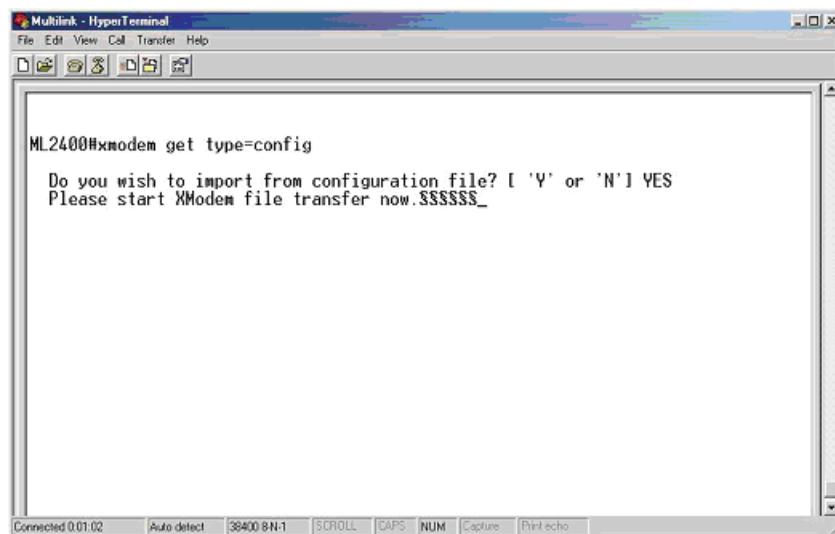 Multilink - HyperTerminal
File Edit View Call Transfer Help
ML2400#xmodem get type=config
Do you wish to import from configuration file? [ 'Y' or 'N'] YES
Please start XModem file transfer now.§§§§§§_
Connected 0:01:02 Auto detect 38400 8-N-1 SCROLL CAPS NUM Capture Print echo